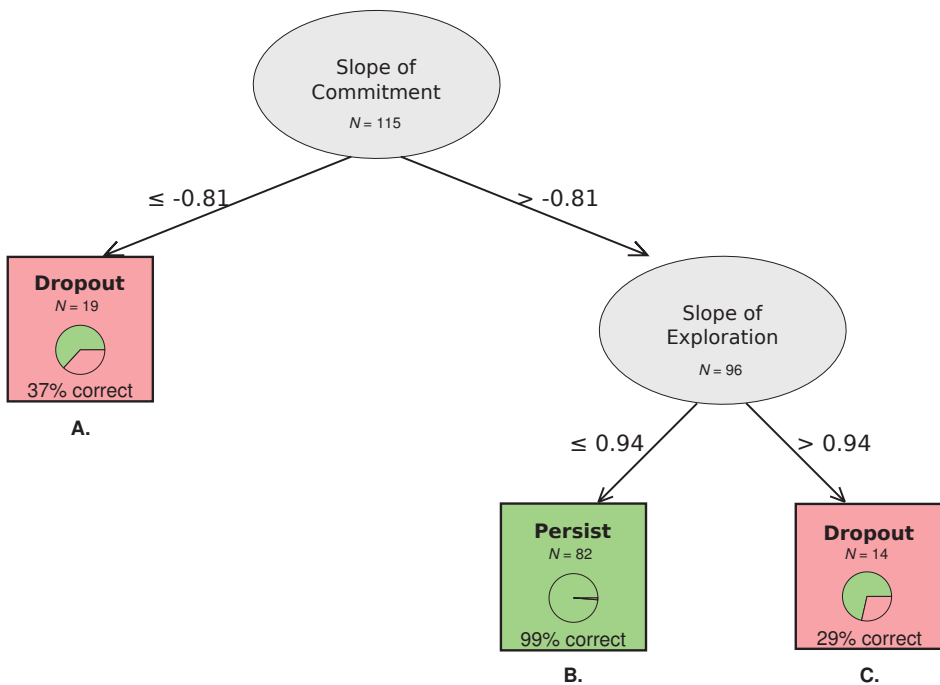 Slope of
Commitment
N = 115
≤ -0.81
> -0.81
Dropout
N = 19
37% correct
A.
Slope of
Exploration
N = 96
≤ 0.94
> 0.94
Persist
N = 82
99% correct
B.
Dropout
N = 14
29% correct
C.